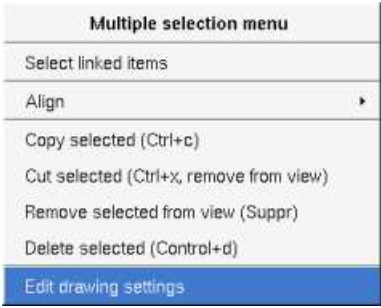 Multiple selection menu
Select linked items
Align
Copy selected (Ctrl+c)
Cut selected (Ctrl+x, remove from view)
Remove selected from view (Suppr)
Delete selected (Control+d)
Edit drawing settings